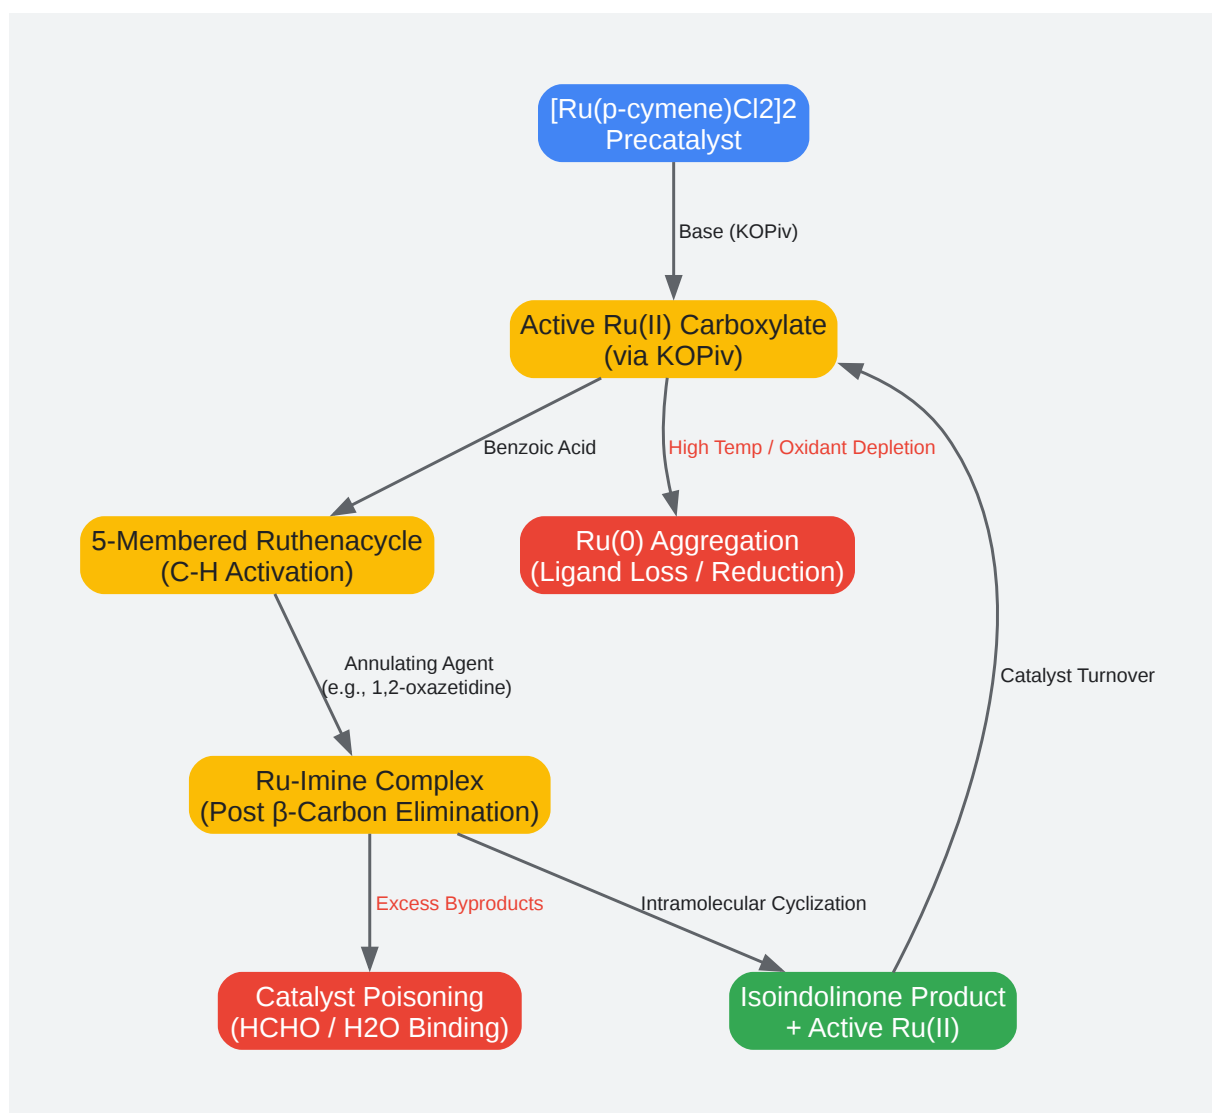 [Ru(p-cymene)Cl2]2
Precatalyst
Base (KOPiv)
Active Ru(II) Carboxylate
(via KOPiv)
Benzoic Acid
High Temp / Oxidant Depletion
5-Membered Ruthenacycle
(C-H Activation)
Ru(0) Aggregation
(Ligand Loss / Reduction)
Annulating Agent
(e.g., 1,2-oxazetidine)
Catalyst Turnover
Ru-Imine Complex
(Post β-Carbon Elimination)
Excess Byproducts
Intramolecular Cyclization
Catalyst Poisoning
(HCHO / H2O Binding)
Isoindolinone Product
+ Active Ru(II)